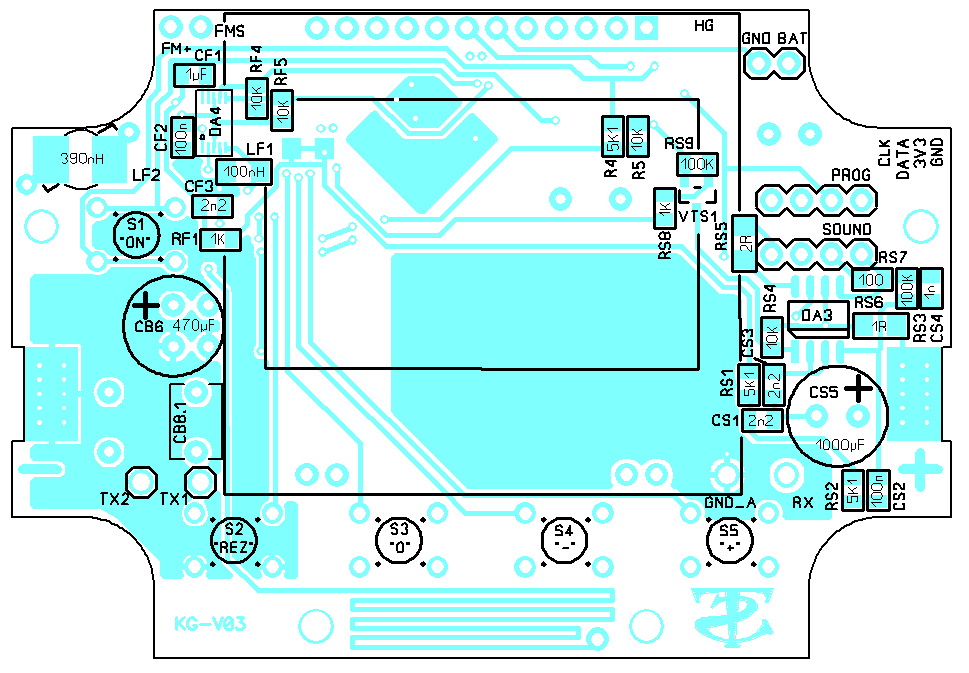 FMS
HG
FM+
CF1
1µF
RF4
10K
RF5
10K
DA4
GND BAT
CF2
100n
390nH
LF2
LF1
100nH
R4
5K1
R5
10K
RS9
100K
CLK
DATA
3V3
GND
PROG
CF3
2n2
S1
"ON"
RF1
1K
RS8
1K
VTS1
RS5
2R
SOUND
RS7
100
100K
1n
RS6
1R
RS3
CS4
RS4
10K
DA3
CB6
470µF
CS3
2n2
RS1
5K1
CS5
1000µF
CS1
2n2
CB8.1
TX2
TX1
GND_A
RX
RS2
5K1
100n
CS2
S2
"REZ"
S3
"0"
S4
"-"
S5
"+"
KG-V03